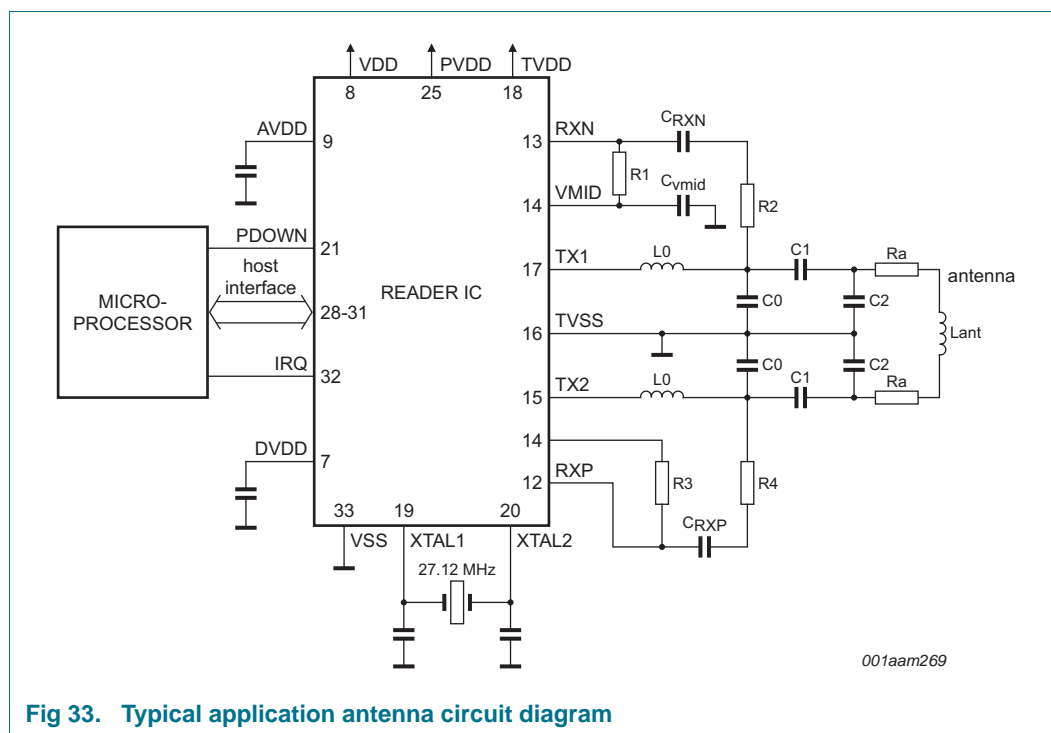 VDD PVDD TVDD
8 25 18
AVDD
9
13 RXN
CRXN
R1
Cvmid
VMID
14
R2
PDOWN
21
TX1
17
L0
C1
Ra
antenna
host
interface
READER IC
MICRO-
PROCESSOR
28-31
C0
C2
TVSS
16
Lant
IRQ
32
C0
C2
TX2
15
L0
C1
Ra
14
DVDD
7
RXP
12
R3
R4
CRXP
33
19
20
VSS
XTAL1
XTAL2
27.12 MHz
001aam269
Fig 33. Typical application antenna circuit diagram